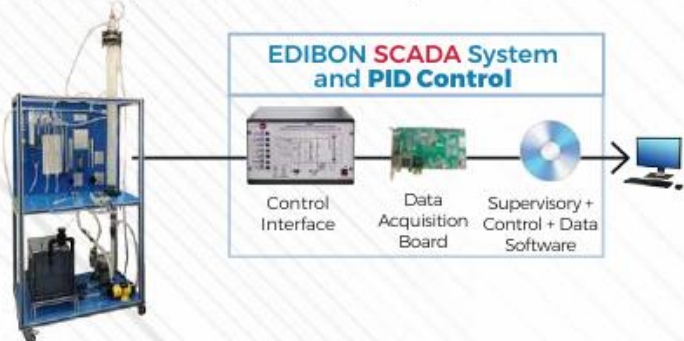 EDIBON SCADA System
and PID Control
Control
Interface
Data
Acquisition
Board
Supervisory +
Control + Data
Software